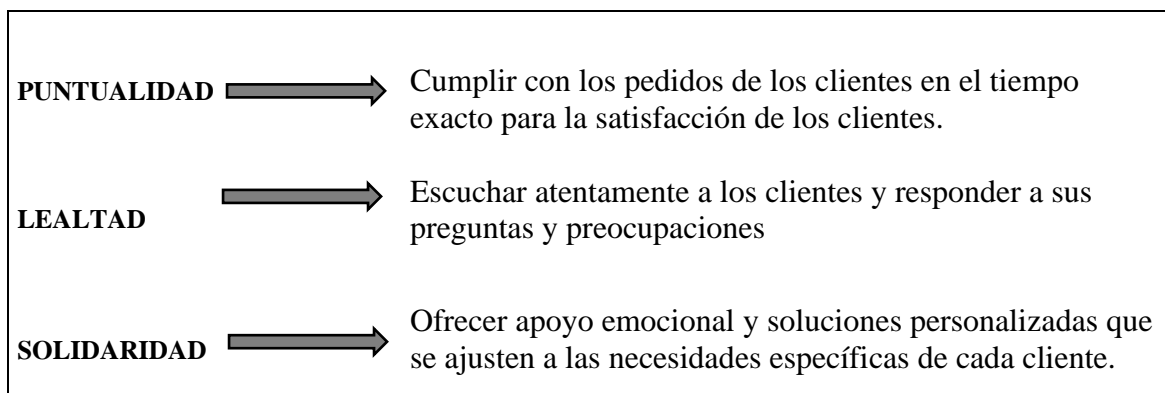 PUNTUALIDAD
Cumplir con los pedidos de los clientes en el tiempo
exacto para la satisfacción de los clientes.
LEALTAD
Escuchar atentamente a los clientes y responder a sus
preguntas y preocupaciones
SOLIDARIDAD
Ofrecer apoyo emocional y soluciones personalizadas que
se ajusten a las necesidades específicas de cada cliente.